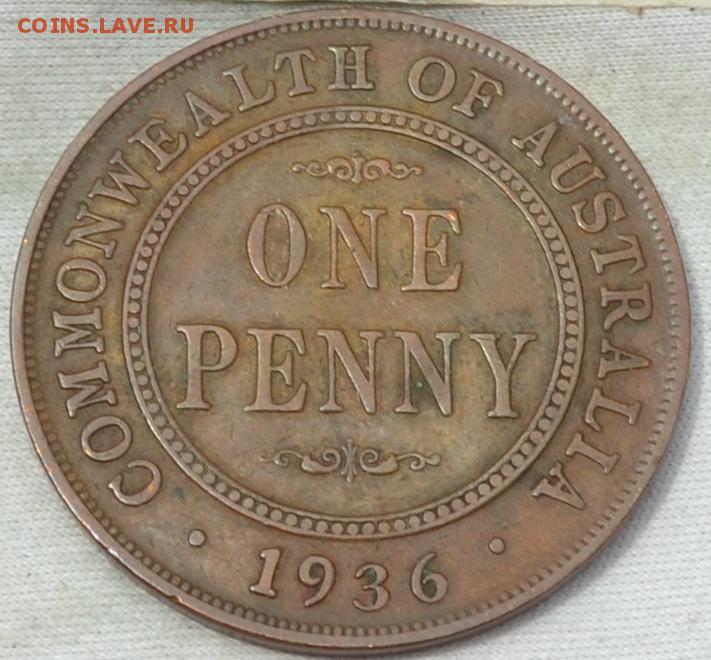 COINS.LAVE.RU
COMMONWEALTH OF AUSTRALIA
ONE
PENNY
· 1936 ·